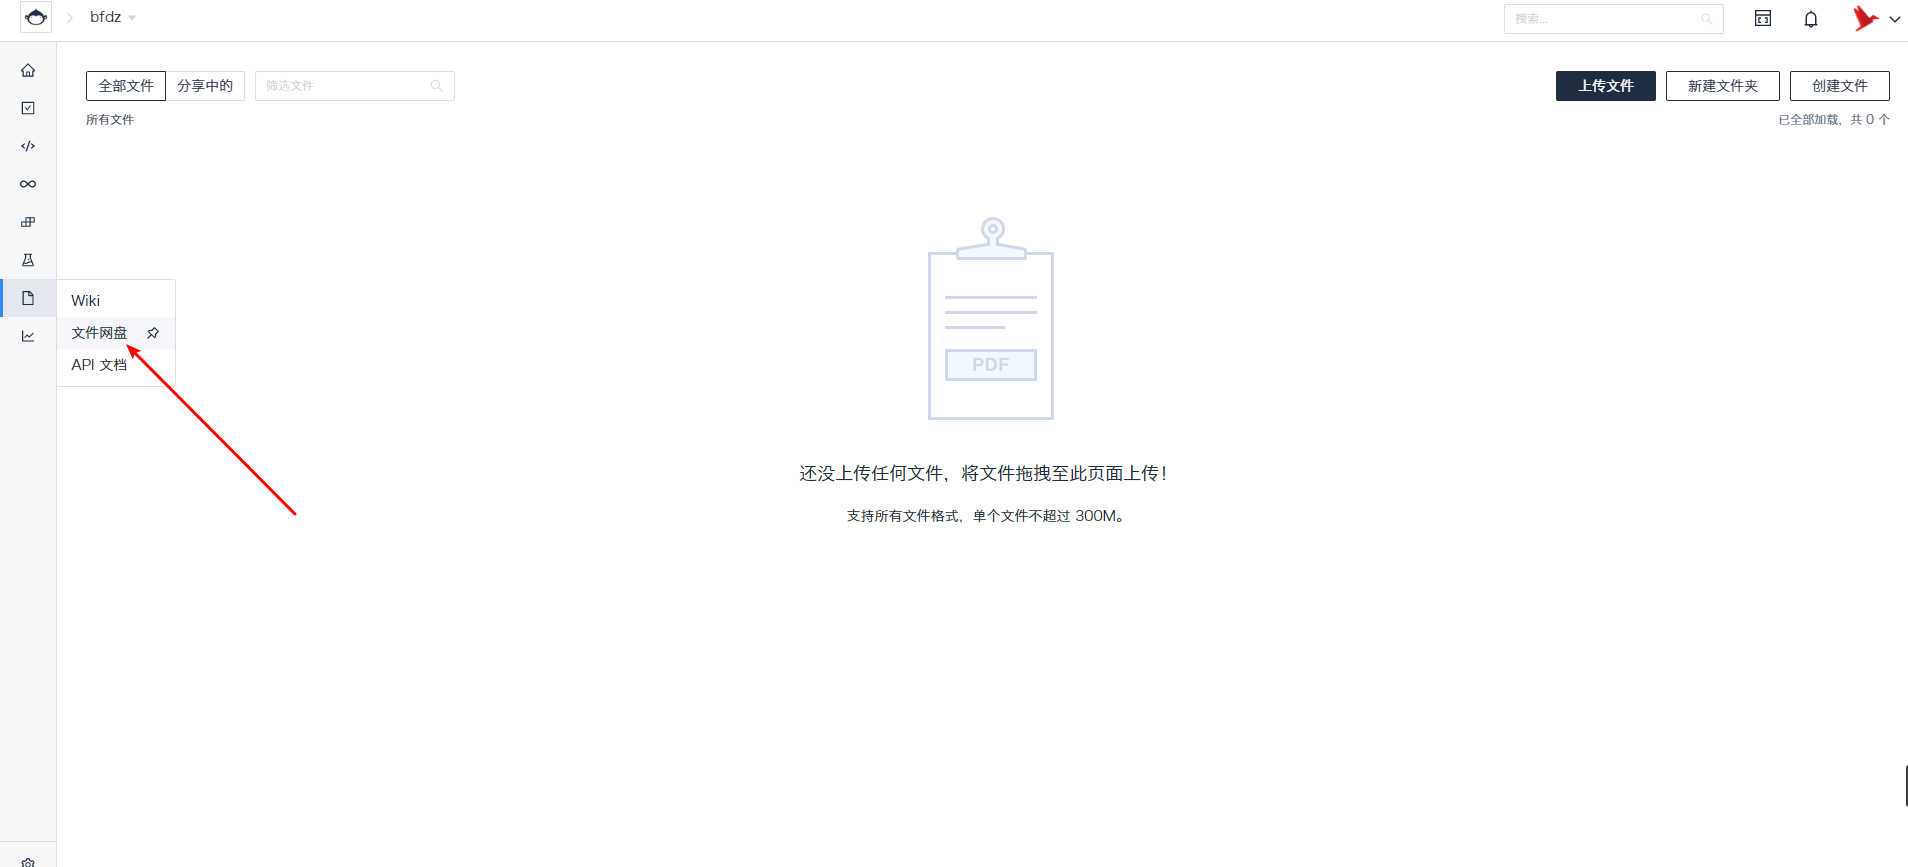 bfdz
搜索...
全部文件
分享中的
筛选文件
上传文件
新建文件夹
创建文件
所有文件
已全部加载，共 0 个
Wiki
文件网盘
API 文档
PDF
还没上传任何文件，将文件拖拽至此页面上传！
支持所有文件格式，单个文件不超过 300M。